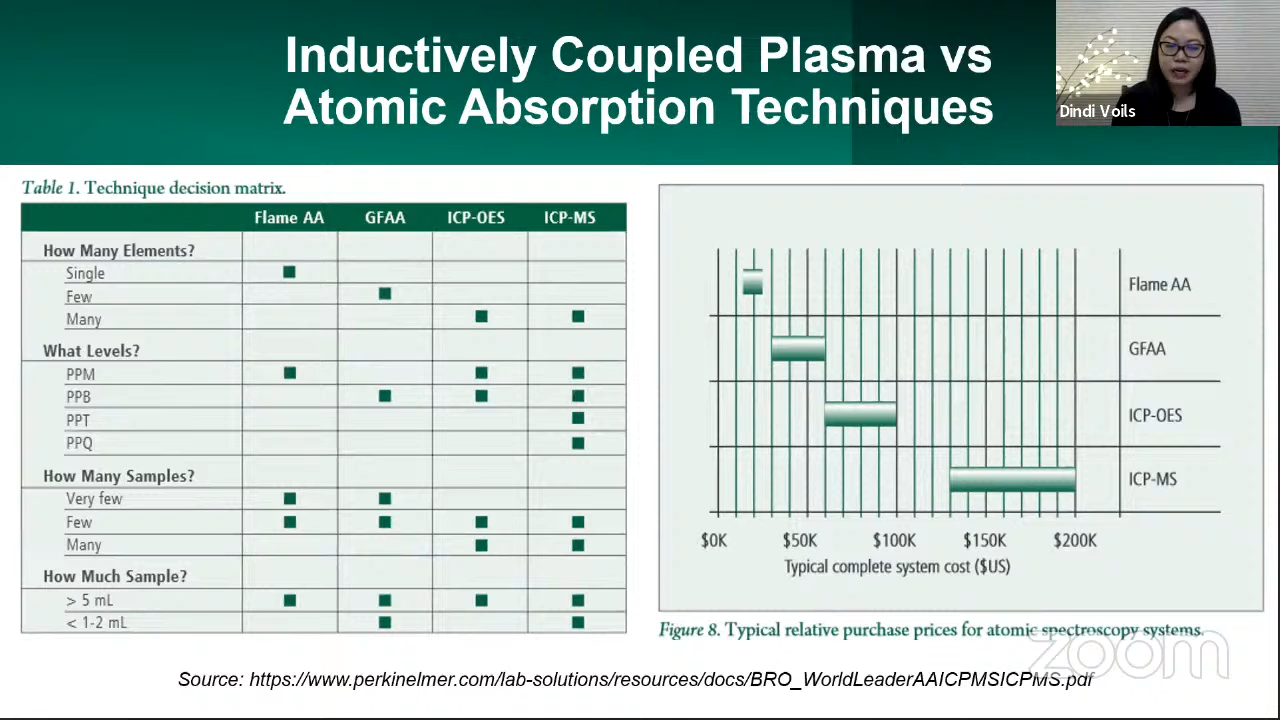 Inductively Coupled Plasma vs
Atomic Absorption Techniques
Dindi Voils
Table 1. Technique decision matrix.
Flame AA GFAA ICP-OES ICP-MS
How Many Elements?
Single
Few
Many
What Levels?
PPM
PPB
PPT
PPQ
How Many Samples?
Very few
Few
Many
How Much Sample?
> 5 mL
< 1-2 mL
Flame AA
GFAA
ICP-OES
ICP-MS
$0K $50K $100K $150K $200K
Typical complete system cost ($US)
Figure 8. Typical relative purchase prices for atomic spectroscopy systems.
zoom
Source: https://www.perkinelmer.com/lab-solutions/resources/docs/BRO_WorldLeaderAAICPMSICPMS.pdf